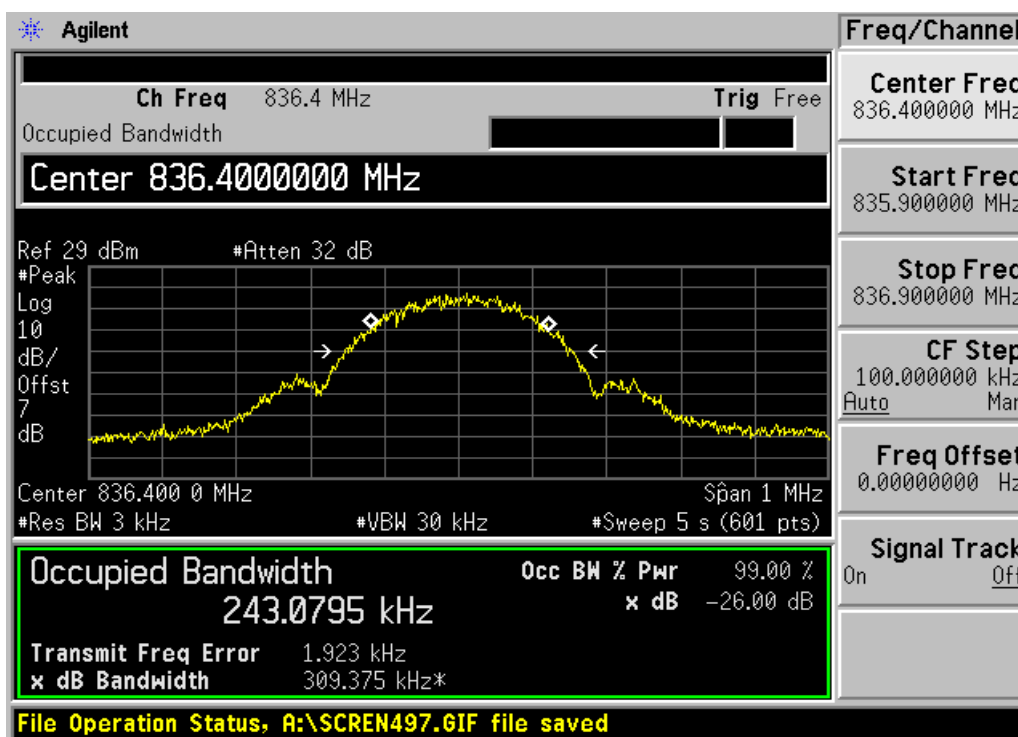 Agilent
Freq/Channel
Ch Freq 836.4 MHz Trig Free
Occupied Bandwidth
Center 836.4000000 MHz
Ref 29 dBm #Atten 32 dB
#Peak
Log
10
dB/
Offst
7
dB
Center 836.400 0 MHz Span 1 MHz
#Res BW 3 kHz #VBW 30 kHz #Sweep 5 s (601 pts)
Occupied Bandwidth
243.0795 kHz
Occ BW % Pwr 99.00 %
x dB -26.00 dB
Transmit Freq Error 1.923 kHz
x dB Bandwidth 309.375 kHz*
File Operation Status, A:\SCREN497.GIF file saved
Center Freq
836.400000 MHz
Start Freq
835.900000 MHz
Stop Freq
836.900000 MHz
CF Step
100.000000 kHz
Auto Man
Freq Offset
0.00000000 Hz
Signal Track
On Off